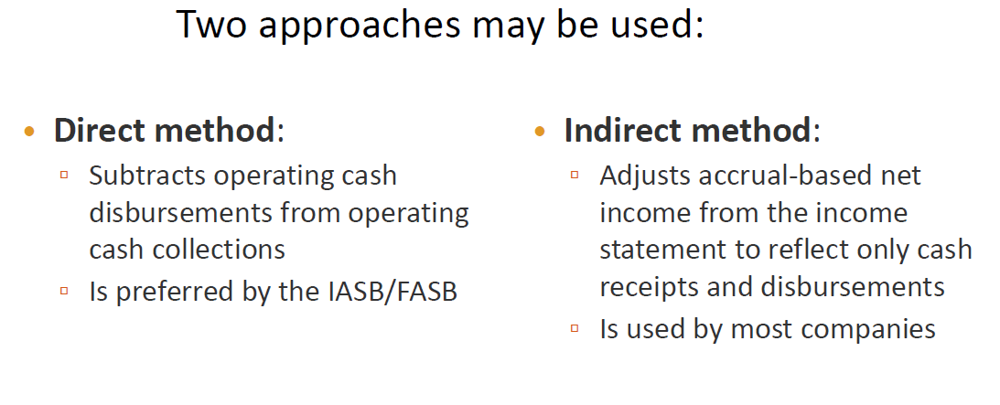 Two approaches may be used:
• Direct method:
▫ Subtracts operating cash
disbursements from operating
cash collections
▫ Is preferred by the IASB/FASB
• Indirect method:
▫ Adjusts accrual-based net
income from the income
statement to reflect only cash
receipts and disbursements
▫ Is used by most companies